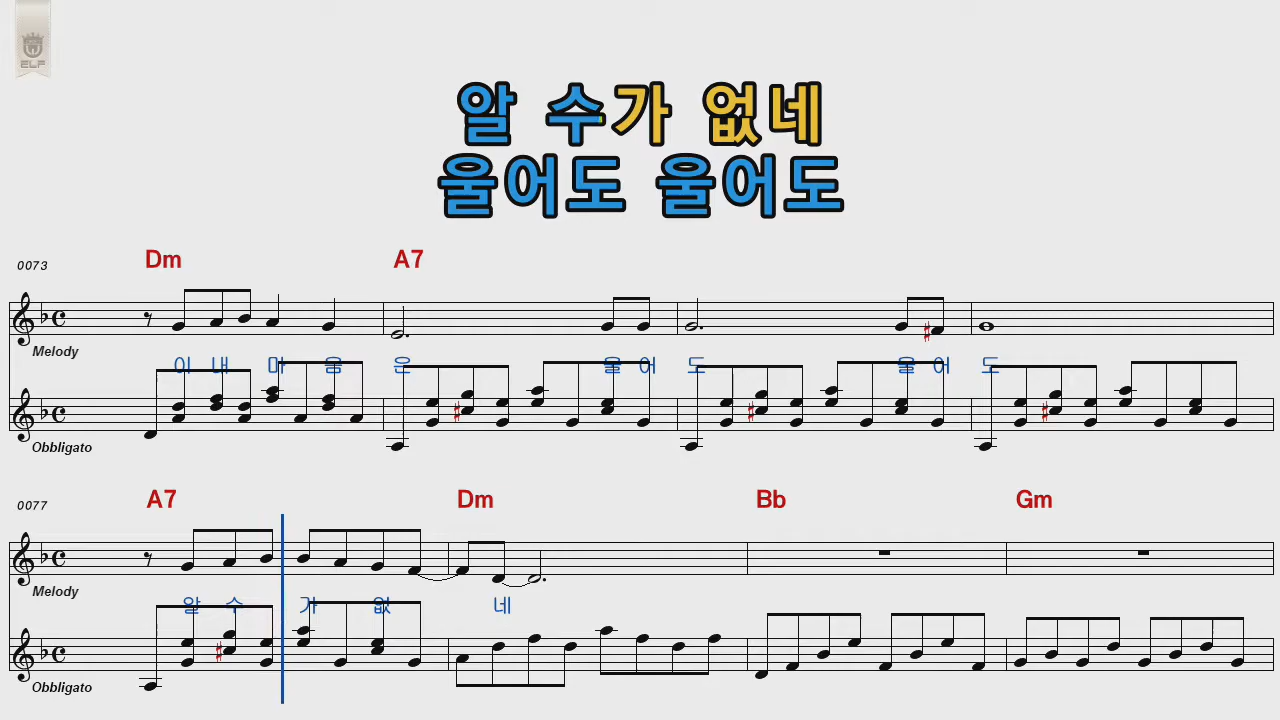 ELF
알 수가 없네
울어도 울어도
0073
Dm A7
Melody
이 내 마 음 은 울 어 도 울 어 도
Obbligato
0077
A7 Dm Bb Gm
Melody
알 수 가 없 네
Obbligato